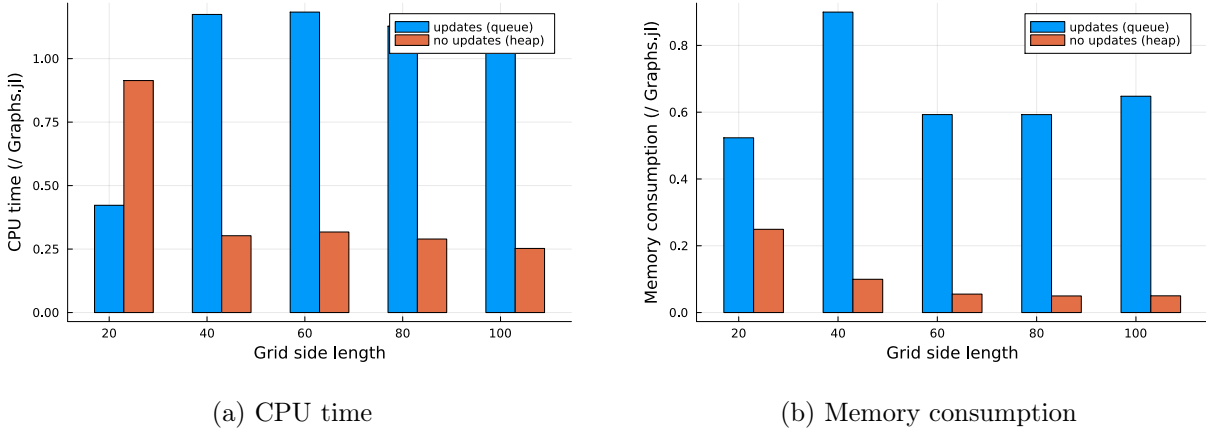 CPU time (/ Graphs.jl)
1.00
0.75
0.50
0.25
0.00
updates (queue)
no updates (heap)
20 40 60 80 100
Grid side length
(a) CPU time
Memory consumption (/ Graphs.jl)
0.8
0.6
0.4
0.2
0.0
updates (queue)
no updates (heap)
20 40 60 80 100
Grid side length
(b) Memory consumption